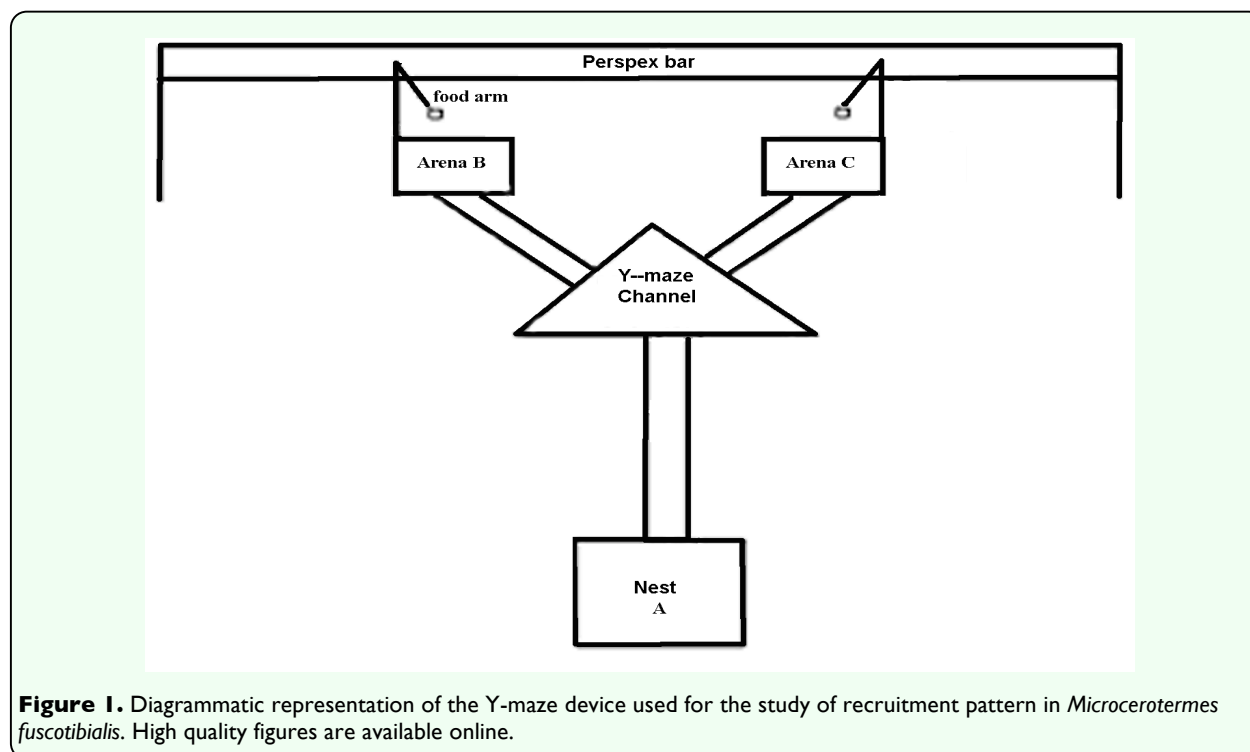 Perspex bar
food arm
Arena B
Arena C
Y--maze
Channel
Nest
A
Figure 1. Diagrammatic representation of the Y-maze device used for the study of recruitment pattern in Microcerotermes
fuscotibialis. High quality figures are available online.